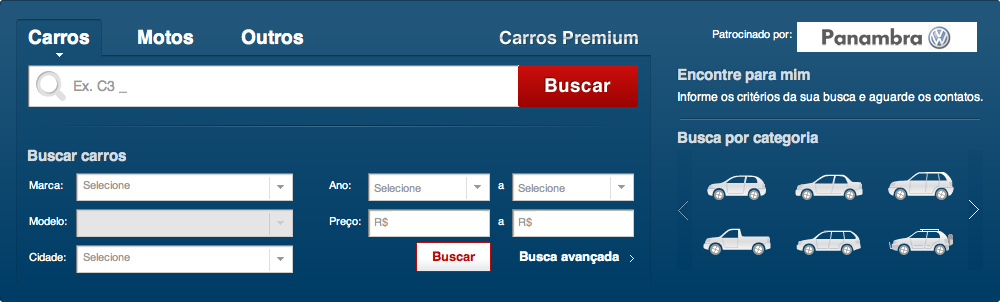 Carros
Motos
Outros
Carros Premium
Ex. C3 _
Buscar
Buscar carros
Marca:
Selecione
Ano:
Selecione
a
Selecione
Modelo:
Preço:
R$
a
R$
Cidade:
Selecione
Buscar
Busca avançada
Patrocinado por:
Panambra
Encontre para mim
Informe os critérios da sua busca e aguarde os contatos.
Busca por categoria